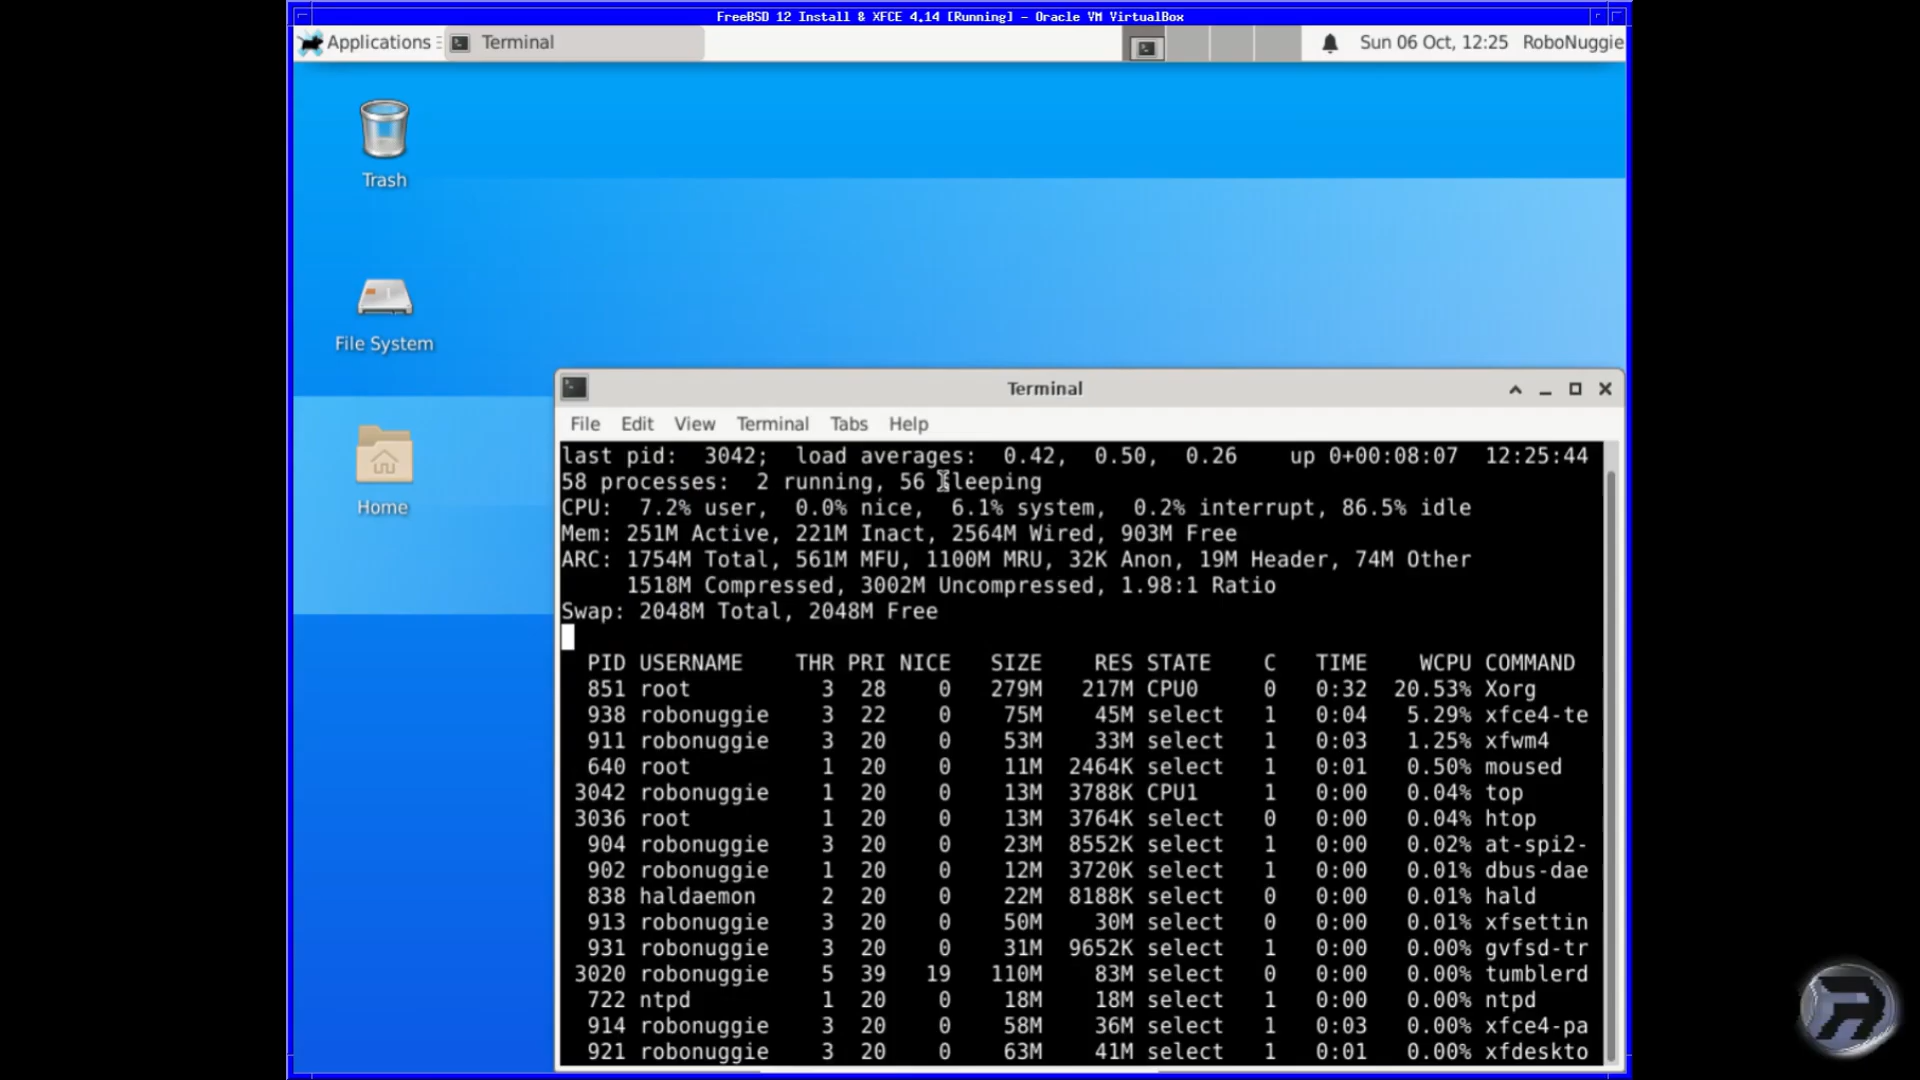 FreeBSD 12 Install & XFCE 4.14 [Running] - Oracle VM VirtualBox
Applications Terminal Sun 06 Oct, 12:25 RoboNuggie
Trash
File System
Home
Terminal
File Edit View Terminal Tabs Help
last pid: 3042; load averages: 0.42, 0.50, 0.26 up 0+00:08:07 12:25:44
58 processes: 2 running, 56 sleeping
CPU: 7.2% user, 0.0% nice, 6.1% system, 0.2% interrupt, 86.5% idle
Mem: 251M Active, 221M Inact, 2564M Wired, 903M Free
ARC: 1754M Total, 561M MFU, 1100M MRU, 32K Anon, 19M Header, 74M Other
1518M Compressed, 3002M Uncompressed, 1.98:1 Ratio
Swap: 2048M Total, 2048M Free
PID USERNAME THR PRI NICE SIZE RES STATE C TIME WCPU COMMAND
851 root 3 28 0 279M 217M CPU0 0 0:32 20.53% Xorg
938 robonuggie 3 22 0 75M 45M select 1 0:04 5.29% xfce4-te
911 robonuggie 3 20 0 53M 33M select 1 0:03 1.25% xfwm4
640 root 1 20 0 11M 2464K select 1 0:01 0.50% moused
3042 robonuggie 1 20 0 13M 3788K CPU1 1 0:00 0.04% top
3036 root 1 20 0 13M 3764K select 0 0:00 0.04% htop
904 robonuggie 3 20 0 23M 8552K select 1 0:00 0.02% at-spi2-
902 robonuggie 1 20 0 12M 3720K select 1 0:00 0.01% dbus-dae
838 haldaemon 2 20 0 22M 8188K select 0 0:00 0.01% hald
913 robonuggie 3 20 0 50M 30M select 0 0:00 0.01% xfsettin
931 robonuggie 3 20 0 31M 9652K select 1 0:00 0.00% gvfsd-tr
3020 robonuggie 5 39 19 110M 83M select 0 0:00 0.00% tumblerd
722 ntpd 1 20 0 18M 18M select 1 0:00 0.00% ntpd
914 robonuggie 3 20 0 58M 36M select 1 0:03 0.00% xfce4-pa
921 robonuggie 3 20 0 63M 41M select 1 0:01 0.00% xfdeskto